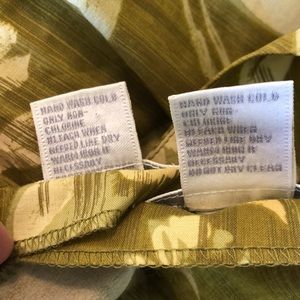 HAND WASH COLD
ONLY NON-
CHLORINE
BLEACH WHEN
NEEDED LINE DRY
WARM IRON IF
NECESSARY
HAND WASH COLD
ONLY NON-
CHLORINE
BLEACH WHEN
NEEDED LINE DRY
WARM IRON IF
NECESSARY
DO NOT DRY CLEAN